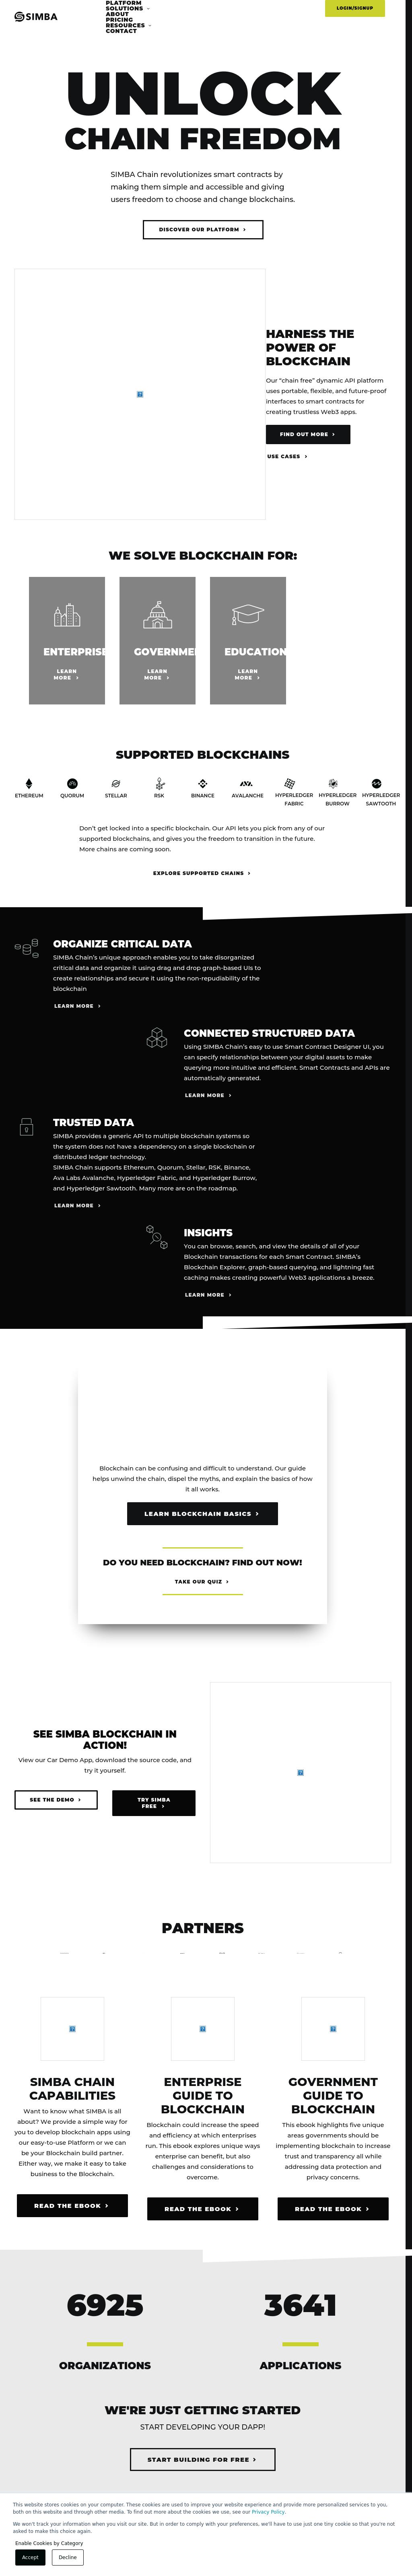 SIMBA
PLATFORM
SOLUTIONS
ABOUT
PRICING
RESOURCES
CONTACT
LOGIN/SIGNUP
UNLOCK
CHAIN FREEDOM
SIMBA Chain revolutionizes smart contracts by
making them simple and accessible and giving
users freedom to choose and change blockchains.
DISCOVER OUR PLATFORM
HARNESS THE
POWER OF
BLOCKCHAIN
Our “chain free” dynamic API platform
uses portable, flexible, and future-proof
interfaces to smart contracts for
creating trustless Web3 apps.
FIND OUT MORE
USE CASES
WE SOLVE BLOCKCHAIN FOR:
ENTERPRISE
LEARN
MORE
GOVERNME
LEARN
MORE
EDUCATION
LEARN
MORE
SUPPORTED BLOCKCHAINS
ETHEREUM
QUORUM
STELLAR
RSK
BINANCE
AVALANCHE
HYPERLEDGER
FABRIC
HYPERLEDGER
BURROW
HYPERLEDGER
SAWTOOTH
Don’t get locked into a specific blockchain. Our API lets you pick from any of our
supported blockchains, and gives you the freedom to transition in the future.
More chains are coming soon.
EXPLORE SUPPORTED CHAINS
ORGANIZE CRITICAL DATA
SIMBA Chain’s unique approach enables you to take disorganized
critical data and organize it using drag and drop graph-based UIs to
create relationships and secure it using the non-repudiability of the
blockchain
LEARN MORE
CONNECTED STRUCTURED DATA
Using SIMBA Chain’s easy to use Smart Contract Designer UI, you
can specify relationships between your digital assets to make
querying more intuitive and efficient. Smart Contracts and APIs are
automatically generated.
LEARN MORE
TRUSTED DATA
SIMBA provides a generic API to multiple blockchain systems so
the system does not have a dependency on a single blockchain or
distributed ledger technology.
SIMBA Chain supports Ethereum, Quorum, Stellar, RSK, Binance,
Ava Labs Avalanche, Hyperledger Fabric, and Hyperledger Burrow,
and Hyperledger Sawtooth. Many more are on the roadmap.
LEARN MORE
INSIGHTS
You can browse, search, and view the details of all of your
Blockchain transactions for each Smart Contract. SIMBA’s
Blockchain Explorer, graph-based querying, and lightning fast
caching makes creating powerful Web3 applications a breeze.
LEARN MORE
Blockchain can be confusing and difficult to understand. Our guide
helps unwind the chain, dispel the myths, and explain the basics of how
it all works.
LEARN BLOCKCHAIN BASICS
DO YOU NEED BLOCKCHAIN? FIND OUT NOW!
TAKE OUR QUIZ
SEE SIMBA BLOCKCHAIN IN
ACTION!
View our Car Demo App, download the source code, and
try it yourself.
SEE THE DEMO
TRY SIMBA
FREE
PARTNERS
SIMBA CHAIN
CAPABILITIES
Want to know what SIMBA is all
about? We provide a simple way for
you to develop blockchain apps using
our easy-to-use Platform or we can
be your Blockchain build partner.
Either way, we make it easy to take
business to the Blockchain.
READ THE EBOOK
ENTERPRISE
GUIDE TO
BLOCKCHAIN
Blockchain could increase the speed
and efficiency at which enterprises
run. This ebook explores unique ways
enterprise can benefit, but also
challenges and considerations to
overcome.
READ THE EBOOK
GOVERNMENT
GUIDE TO
BLOCKCHAIN
This ebook highlights five unique
areas governments should be
implementing blockchain to increase
trust and transparency all while
addressing data protection and
privacy concerns.
READ THE EBOOK
6925
ORGANIZATIONS
3641
APPLICATIONS
WE'RE JUST GETTING STARTED
START DEVELOPING YOUR DAPP!
START BUILDING FOR FREE
This website stores cookies on your computer. These cookies are used to improve your website experience and provide more personalized services to you,
both on this website and through other media. To find out more about the cookies we use, see our Privacy Policy.
We won't track your information when you visit our site. But in order to comply with your preferences, we'll have to use just one tiny cookie so that you're not
asked to make this choice again.
Enable Cookies by Category
Accept
Decline